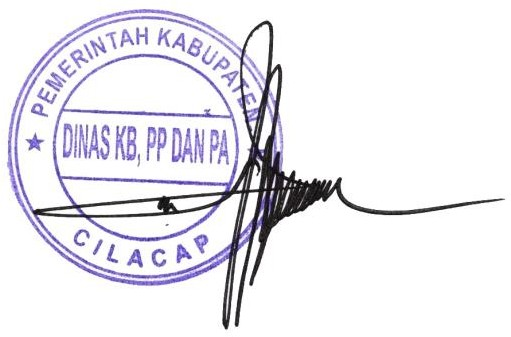 PEMERINTAH KABUPATEN
DINAS KB, PP DAN PA
CILACAP